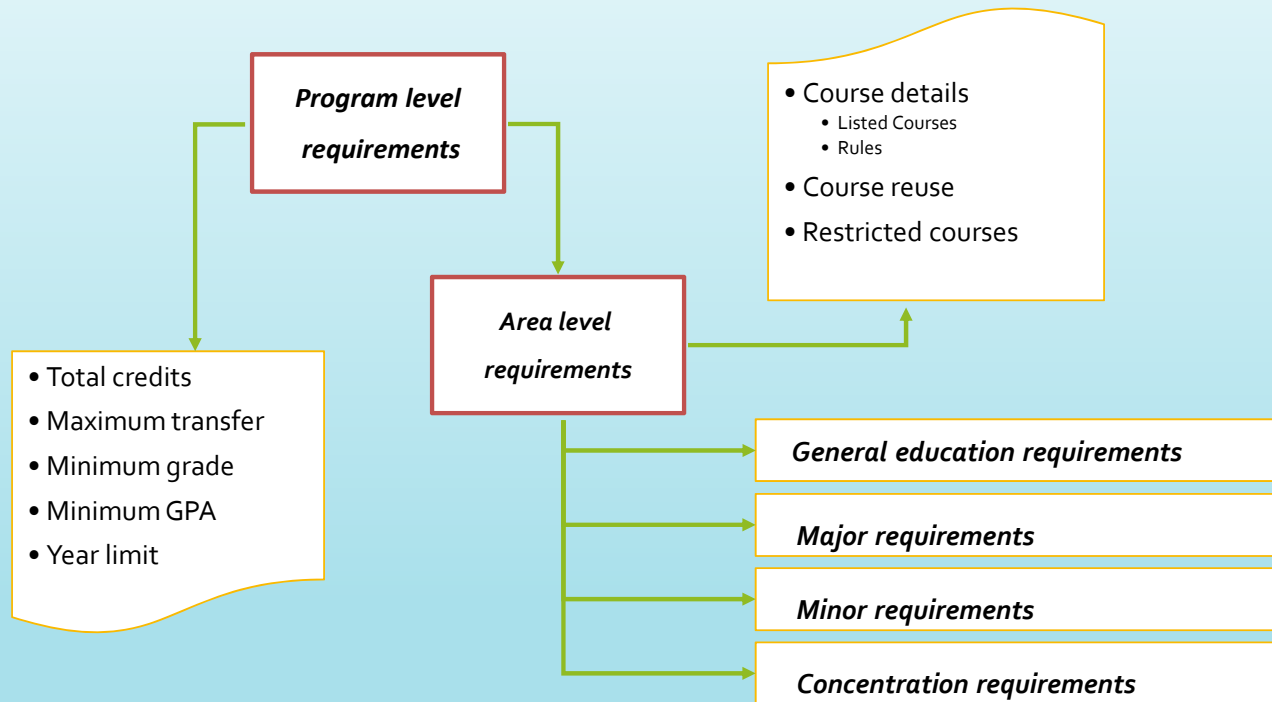 Program level
requirements
• Course details
• Listed Courses
• Rules
• Course reuse
• Restricted courses
Area level
requirements
• Total credits
• Maximum transfer
• Minimum grade
• Minimum GPA
• Year limit
General education requirements
Major requirements
Minor requirements
Concentration requirements